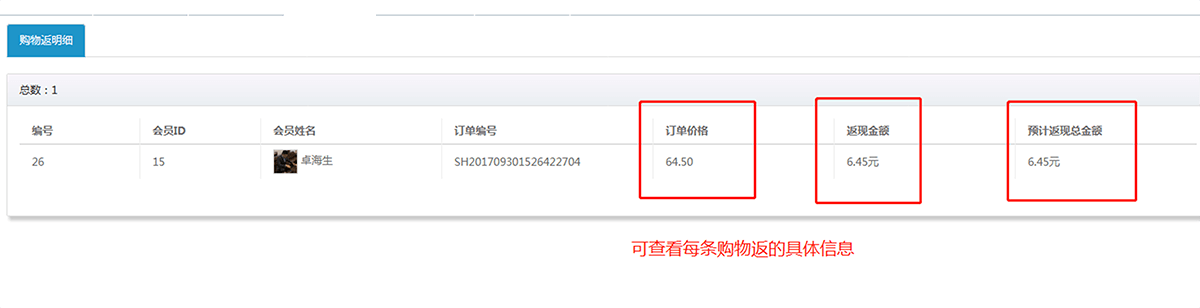 购物返明细
总数：1
编号 会员ID 会员姓名 订单编号 订单价格 返现金额 预计返现总金额
26 15 卓海生 SH201709301526422704 64.50 6.45元 6.45元
可查看每条购物返的具体信息